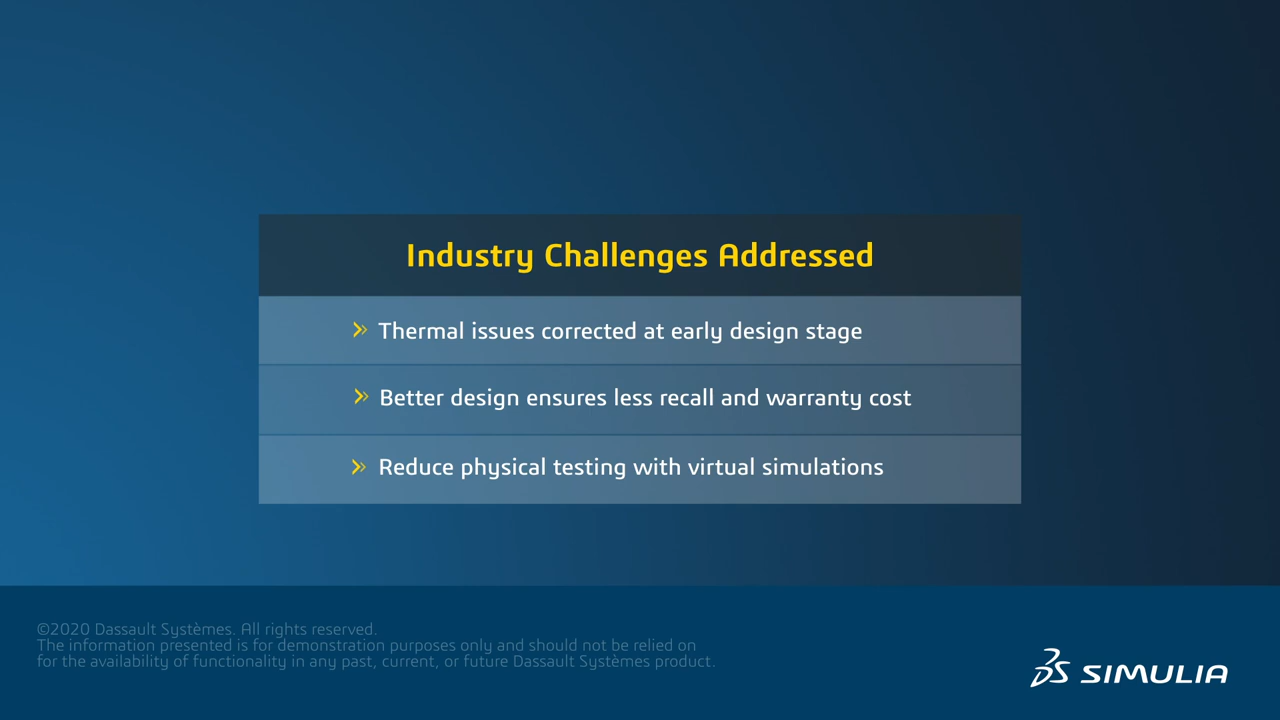 Industry Challenges Addressed
» Thermal issues corrected at early design stage
» Better design ensures less recall and warranty cost
» Reduce physical testing with virtual simulations
©2020 Dassault Systèmes. All rights reserved.
The information presented is for demonstration purposes only and should not be relied on
for the availability of functionality in any past, current, or future Dassault Systèmes product.
3DS SIMULIA